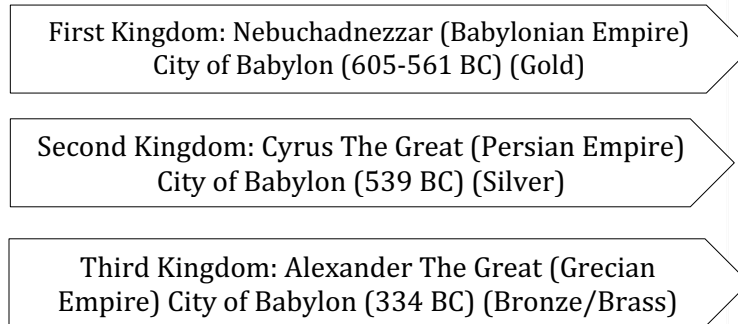 First Kingdom: Nebuchadnezzar (Babylonian Empire)
City of Babylon (605-561 BC) (Gold)
Second Kingdom: Cyrus The Great (Persian Empire)
City of Babylon (539 BC) (Silver)
Third Kingdom: Alexander The Great (Grecian
Empire) City of Babylon (334 BC) (Bronze/Brass)